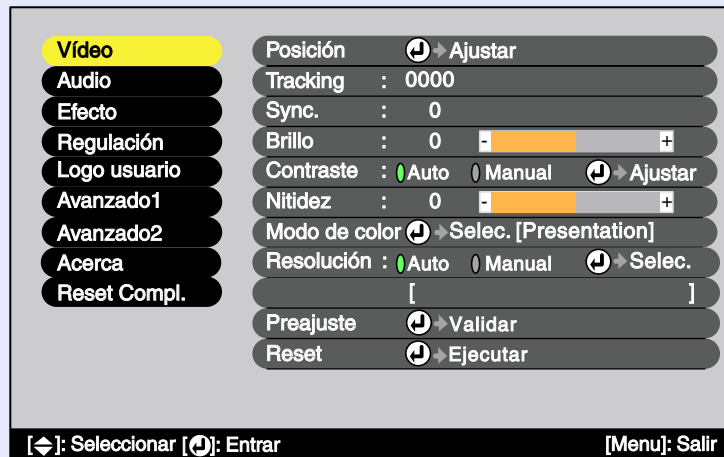 Vídeo
Audio
Efecto
Regulación
Logo usuario
Avanzado1
Avanzado2
Acerca
Reset Compl.
Posición Ajustar
Tracking : 0000
Sync. : 0
Brillo : 0 - +
Contraste : Auto Manual Ajustar
Nitidez : 0 - +
Modo de color Selec. [Presentation]
Resolución : Auto Manual Selec.
[ ]
Preajuste Validar
Reset Ejecutar
[ ]: Seleccionar [ ]: Entrar [Menu]: Salir